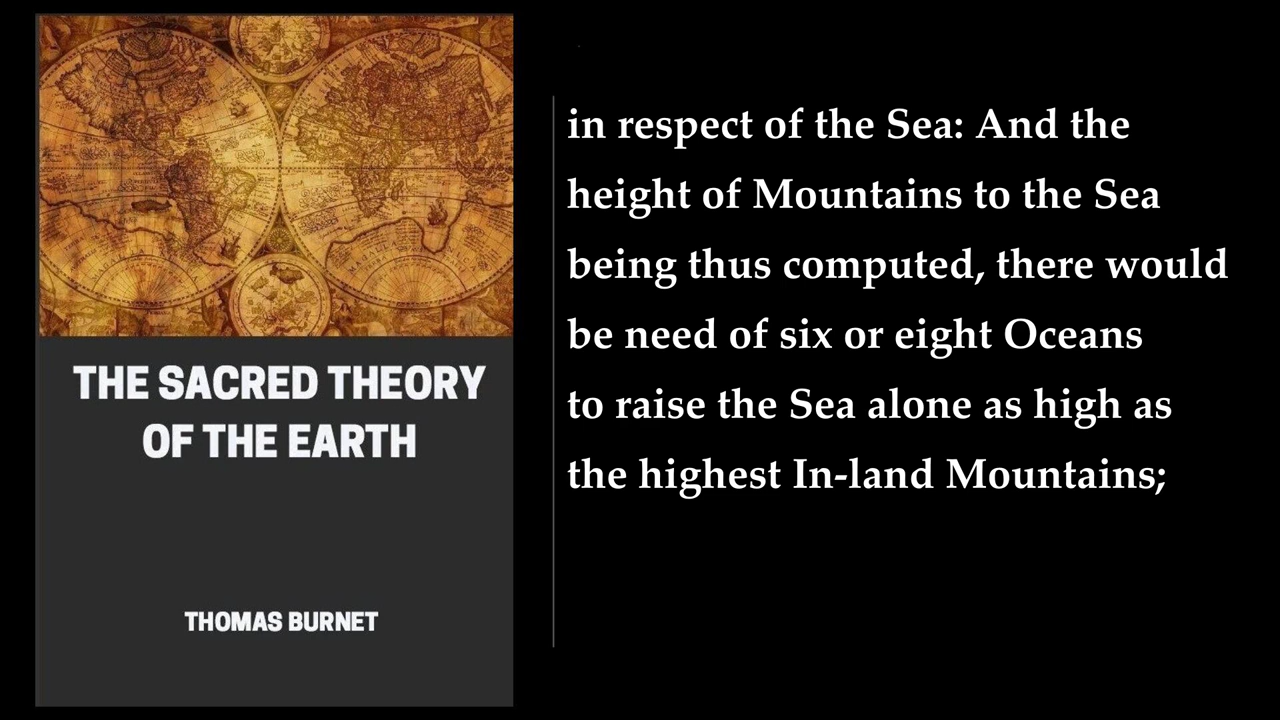 THE SACRED THEORY
OF THE EARTH
THOMAS BURNET
in respect of the Sea: And the
height of Mountains to the Sea
being thus computed, there would
be need of six or eight Oceans
to raise the Sea alone as high as
the highest In-land Mountains;